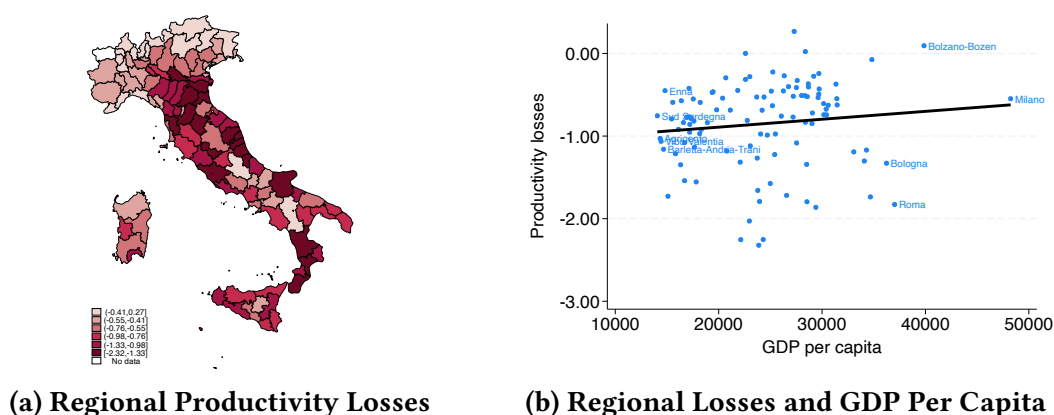 (-0.41,0.27]
(-0.55,-0.41]
(-0.76,-0.55]
(-0.98,-0.76]
(-1.33,-0.98]
[-2.32,-1.33]
No data
(a) Regional Productivity Losses
Productivity losses
0.00
-1.00
-2.00
-3.00
Bolzano-Bozen
Enna
Milano
Sud Sardegna
Agrigento
Vibo Valentia
Barletta-Andria-Trani
Bologna
Roma
10000 20000 30000 40000 50000
GDP per capita
(b) Regional Losses and GDP Per Capita